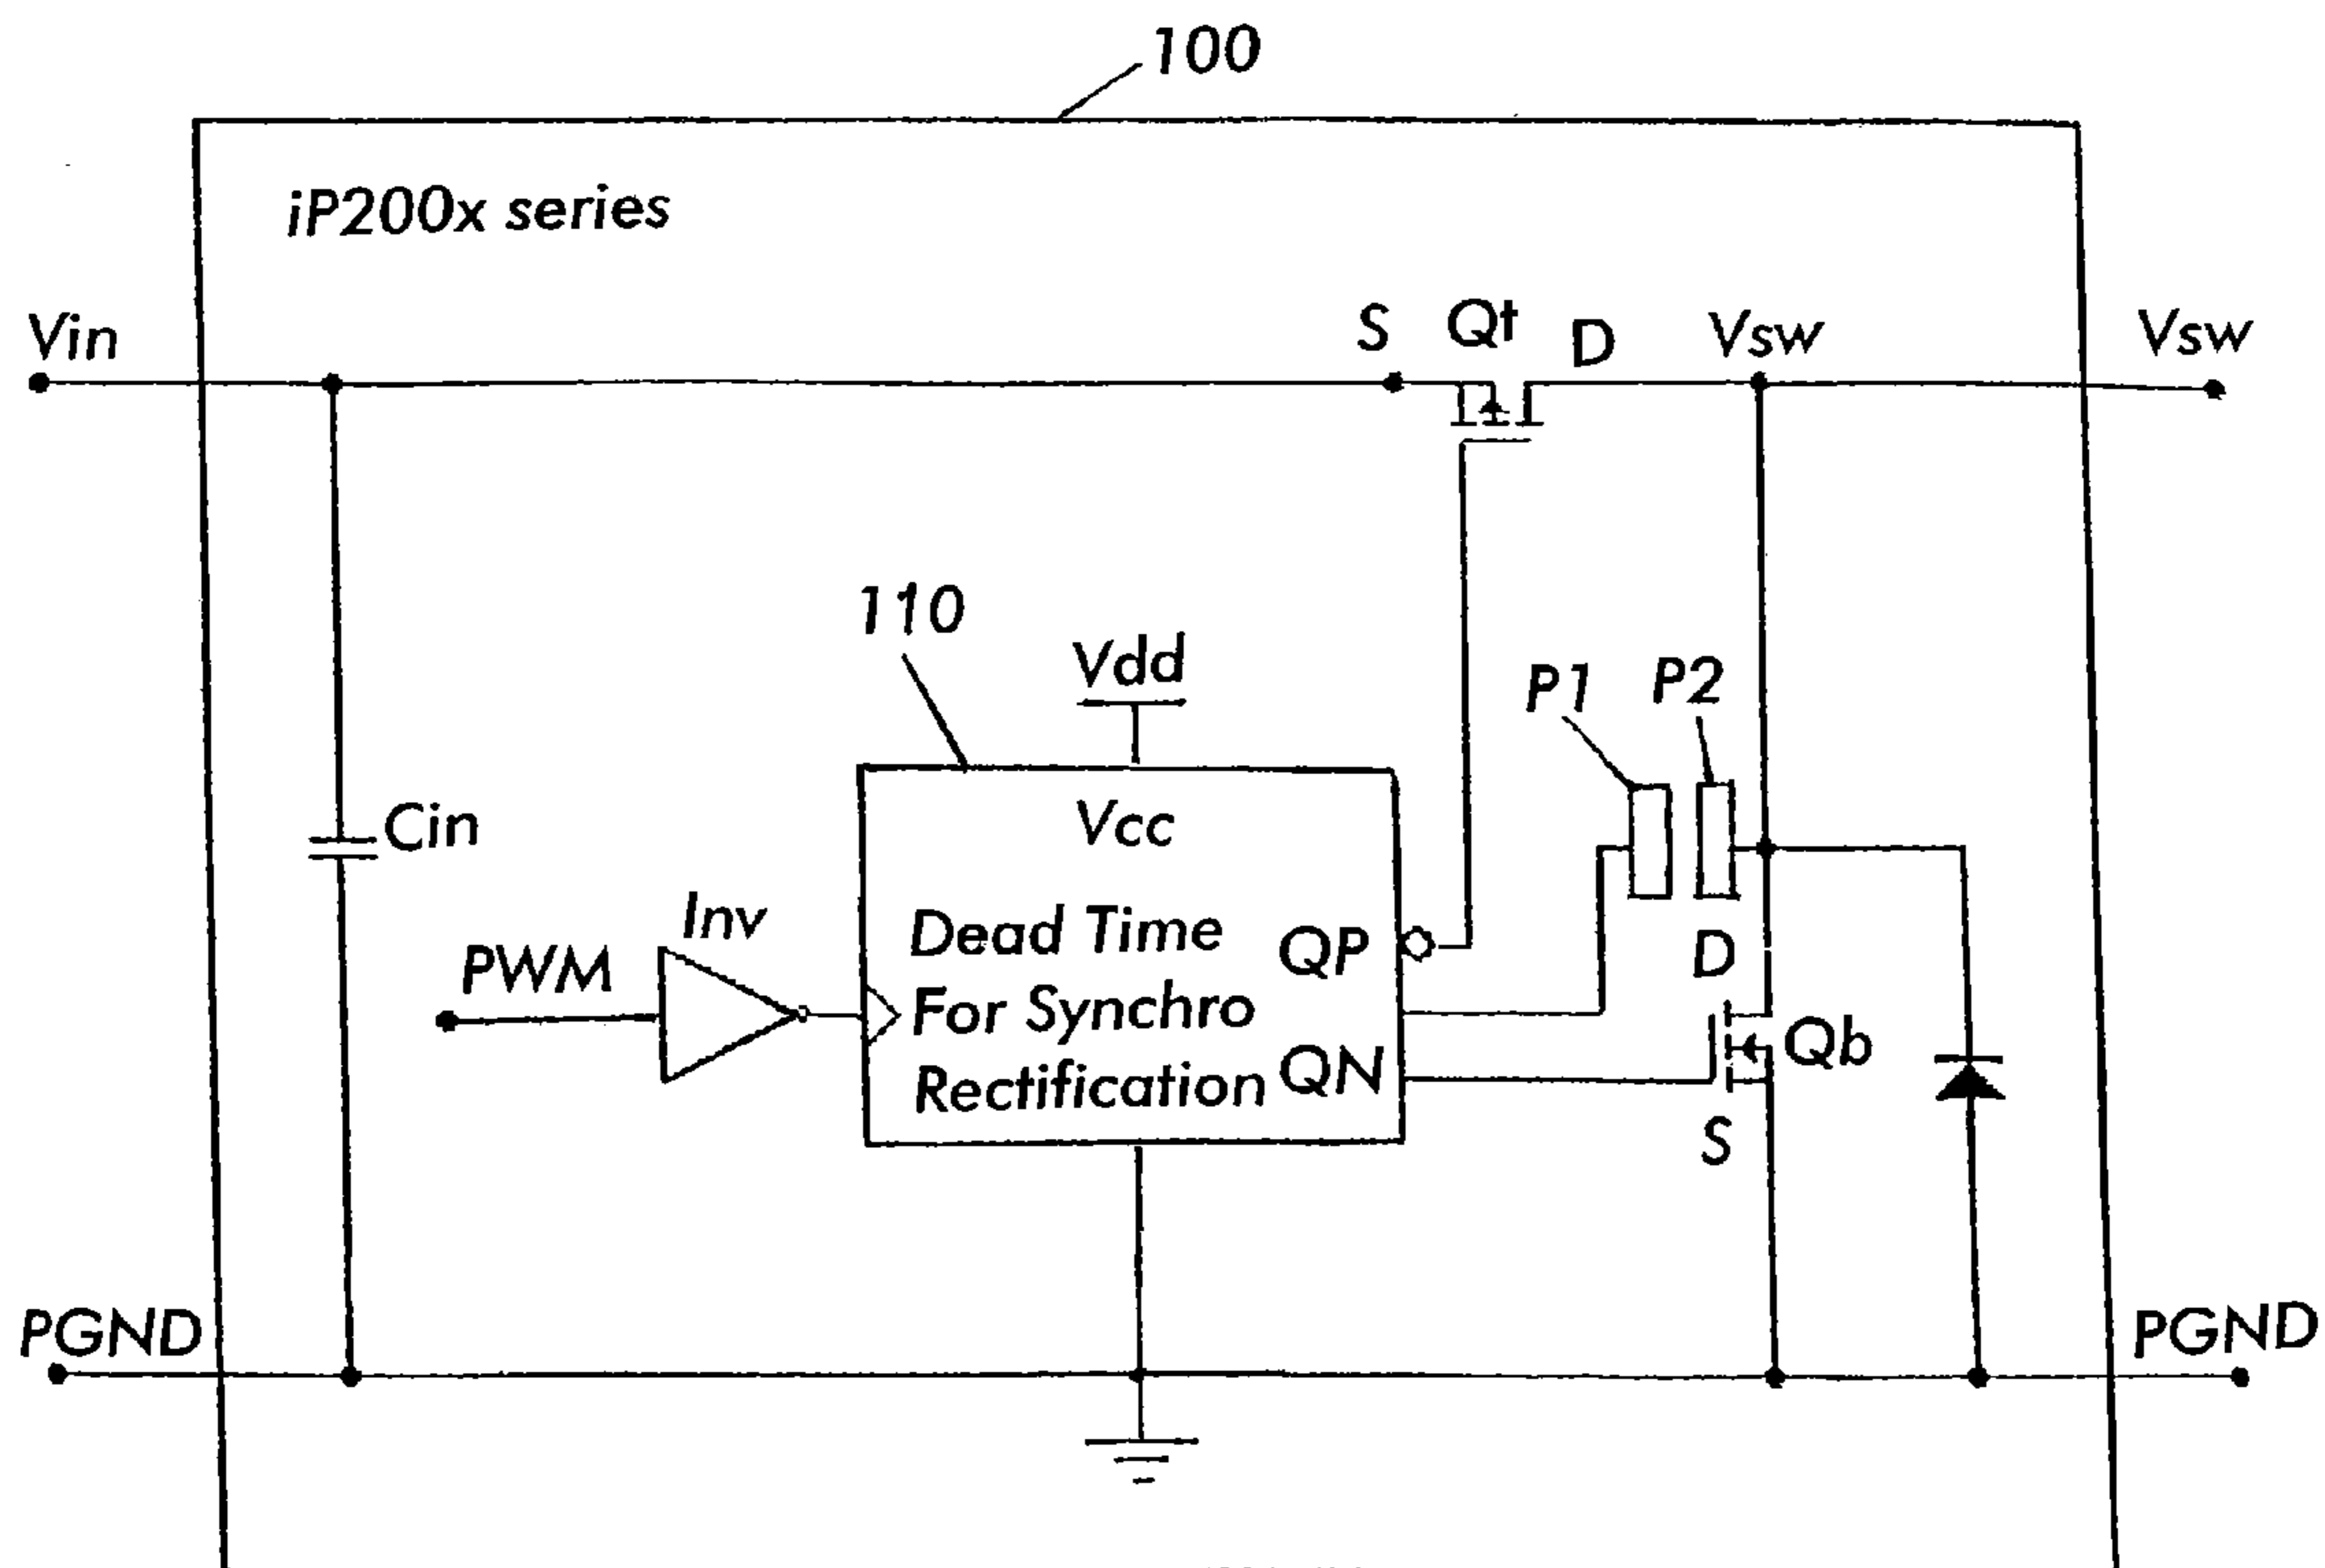 100
iP200x series
Vin
S
Qt
D
Vsw
Vsw
110
Vdd
P1
P2
Cin
Vcc
Inv
PWM
Dead Time
For Synchro
Rectification
QP
QN
D
Qb
S
PGND
PGND